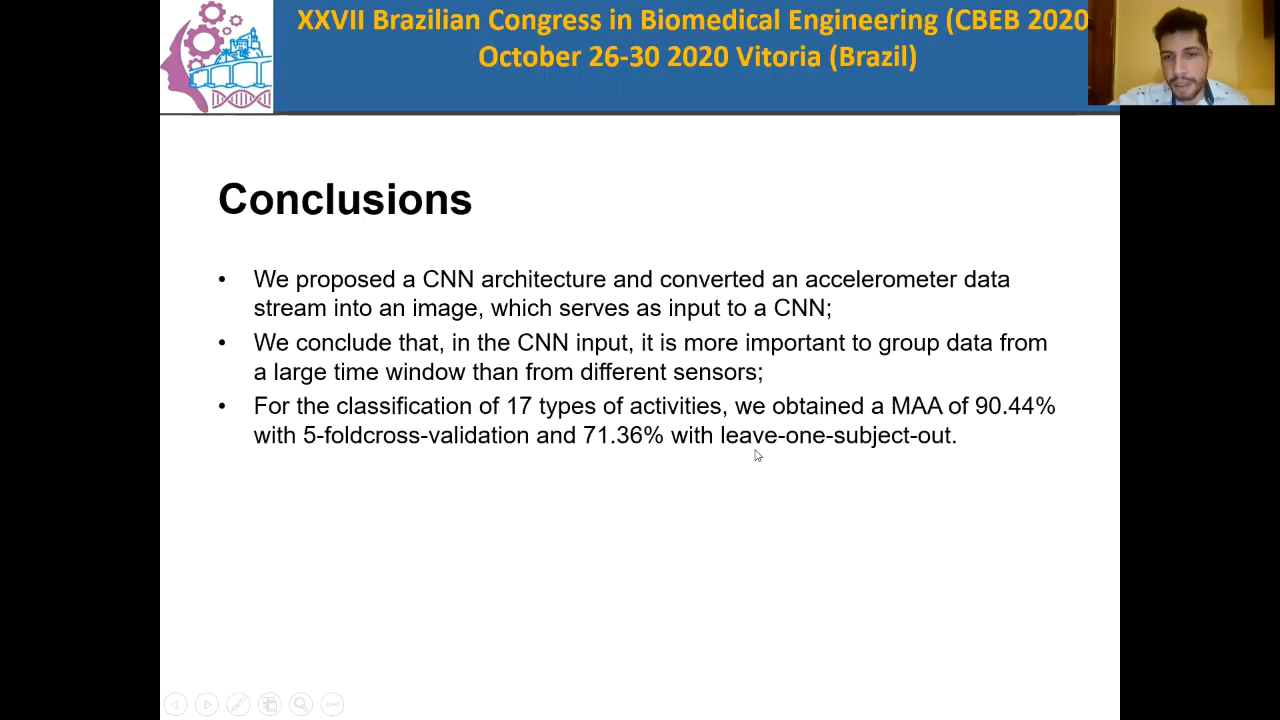 XXVII Brazilian Congress in Biomedical Engineering (CBEB 2020
October 26-30 2020 Vitoria (Brazil)
Conclusions
• We proposed a CNN architecture and converted an accelerometer data
stream into an image, which serves as input to a CNN;
• We conclude that, in the CNN input, it is more important to group data from
a large time window than from different sensors;
• For the classification of 17 types of activities, we obtained a MAA of 90.44%
with 5-foldcross-validation and 71.36% with leave-one-subject-out.